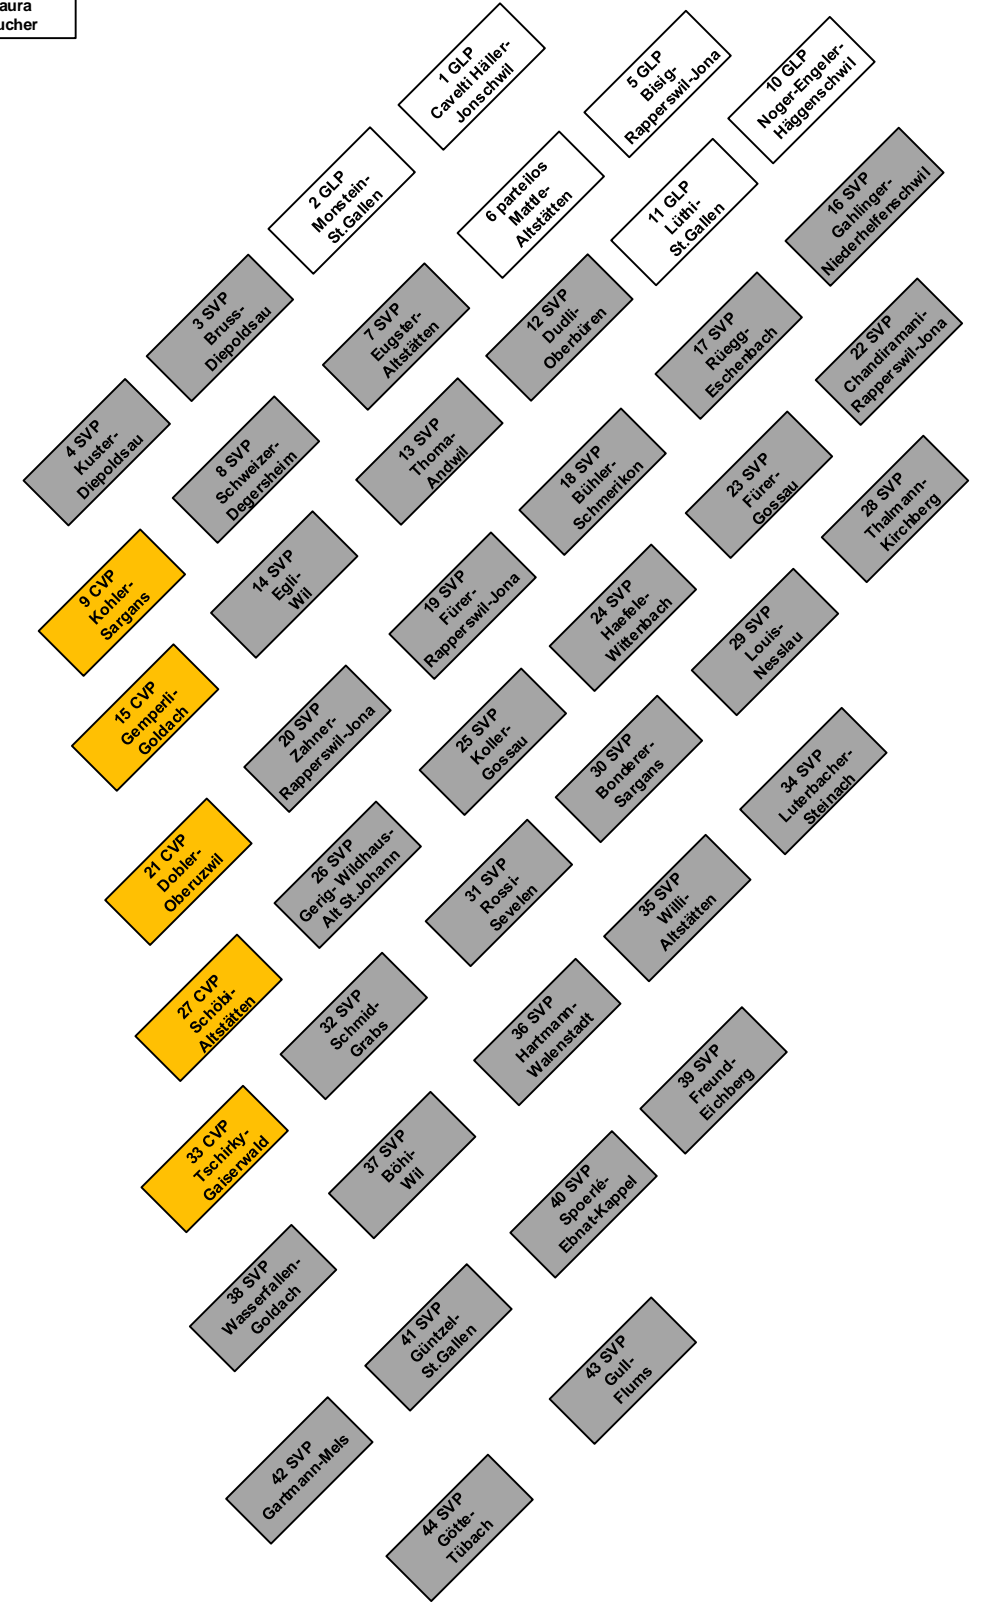 aura
ucher
1 GLP
Cavelti Häller-
Jonschwil
2 GLP
Monstein-
St.Gallen
3 SVP
Bruss-
Diepoldsau
4 SVP
Kuster-
Diepoldsau
5 GLP
Bisig-
Rapperswil-Jona
6 parteilos
Mattle-
Altstätten
7 SVP
Eugster-
Altstätten
8 SVP
Schweizer-
Degersheim
9 CVP
Kohler-
Sargans
10 GLP
Noger-Engeler-
Häggenschwil
11 GLP
Lüthi-
St.Gallen
12 SVP
Dudli-
Oberbüren
13 SVP
Thoma-
Andwil
14 SVP
Egli-
Wil
15 CVP
Gemperli-
Goldach
16 SVP
Gahlinger-
Niederhelfenschwil
17 SVP
Rüegg-
Eschenbach
18 SVP
Bühler-
Schmerikon
19 SVP
Fürer-
Rapperswil-Jona
20 SVP
Zahner-
Rapperswil-Jona
21 CVP
Dobler-
Oberuzwil
22 SVP
Chandiramani-
Rapperswil-Jona
23 SVP
Fürer-
Gossau
24 SVP
Haefele-
Wittenbach
25 SVP
Koller-
Gossau
26 SVP
Gerig- Wildhaus-
Alt St.Johann
27 CVP
Schöbi-
Altstätten
28 SVP
Thalmann-
Kirchberg
29 SVP
Louis-
Nesslau
30 SVP
Bonderer-
Sargans
31 SVP
Rossi-
Sevelen
32 SVP
Schmid-
Grabs
33 CVP
Tschirky-
Gaiserwald
34 SVP
Luterbacher-
Steinach
35 SVP
Willi-
Altstätten
36 SVP
Hartmann-
Walenstadt
37 SVP
Böhi-
Wil
38 SVP
Wasserfallen-
Goldach
39 SVP
Freund-
Eichberg
40 SVP
Spoerlé-
Ebnat-Kappel
41 SVP
Güntzel-
St.Gallen
42 SVP
Gartmann-Mels
43 SVP
Gull-
Flums
44 SVP
Götte-
Tübach